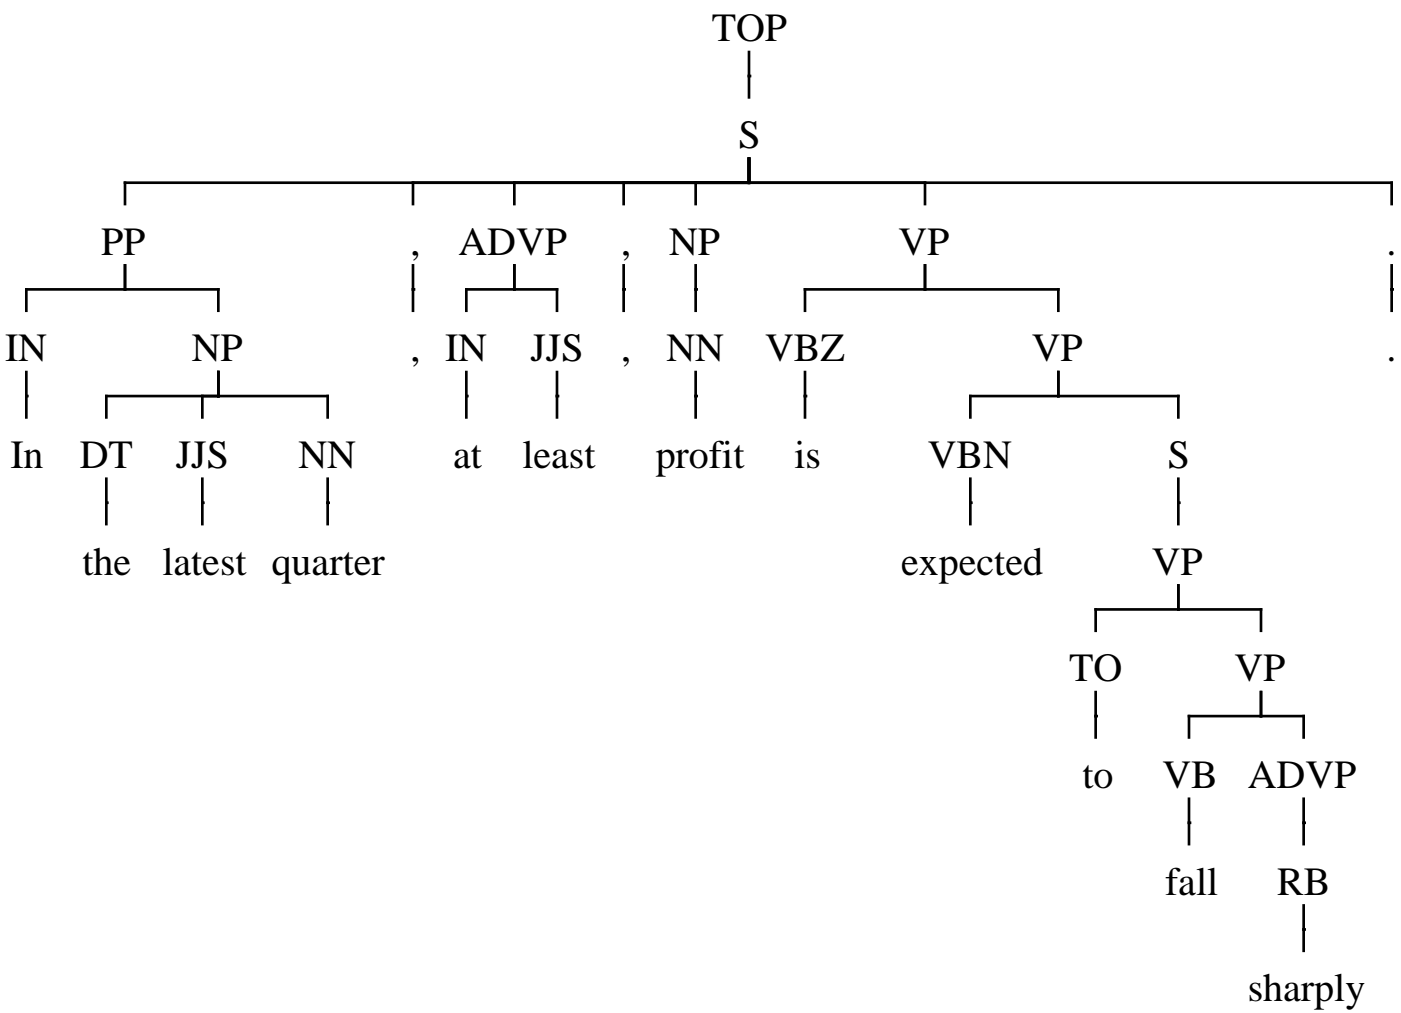 TOP
S
PP , ADVP , NP VP .
IN NP , IN JJS , NN VBZ VP .
In DT JJS NN at least profit is VBN S
the latest quarter expected VP
TO VP
to VB ADVP
fall RB
sharply